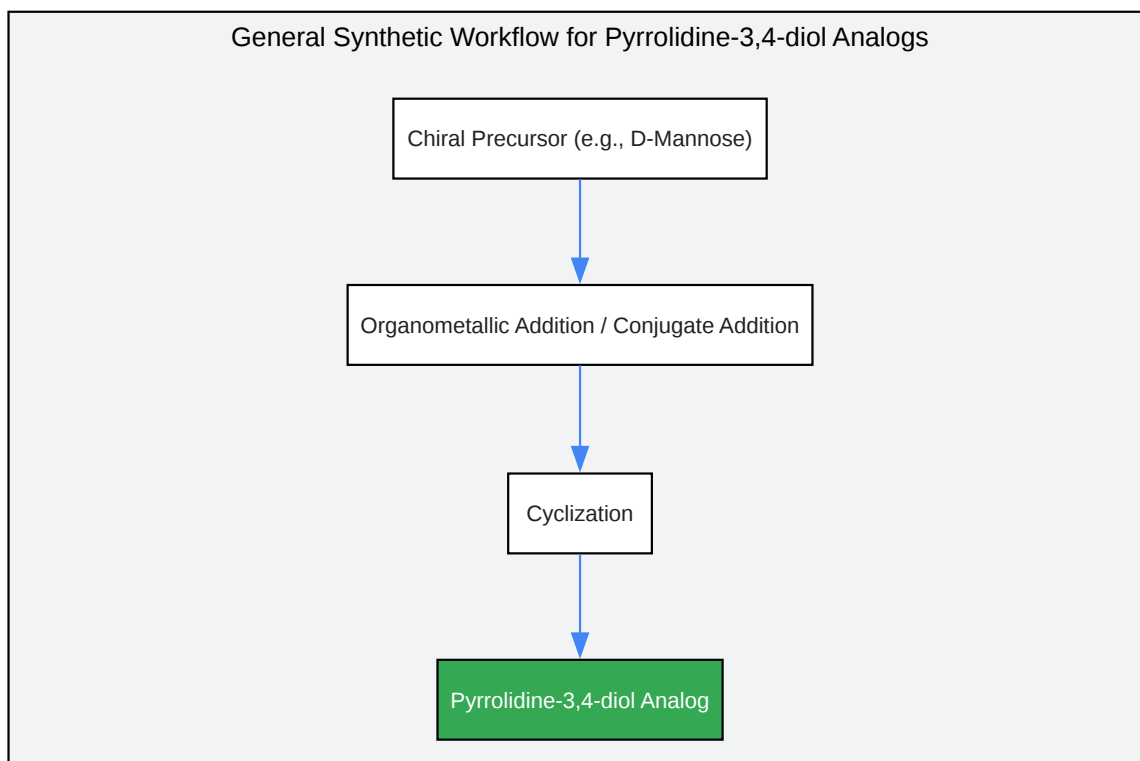 General Synthetic Workflow for Pyrrolidine-3,4-diol Analogs
Chiral Precursor (e.g., D-Mannose)
Organometallic Addition / Conjugate Addition
Cyclization
Pyrrolidine-3,4-diol Analog